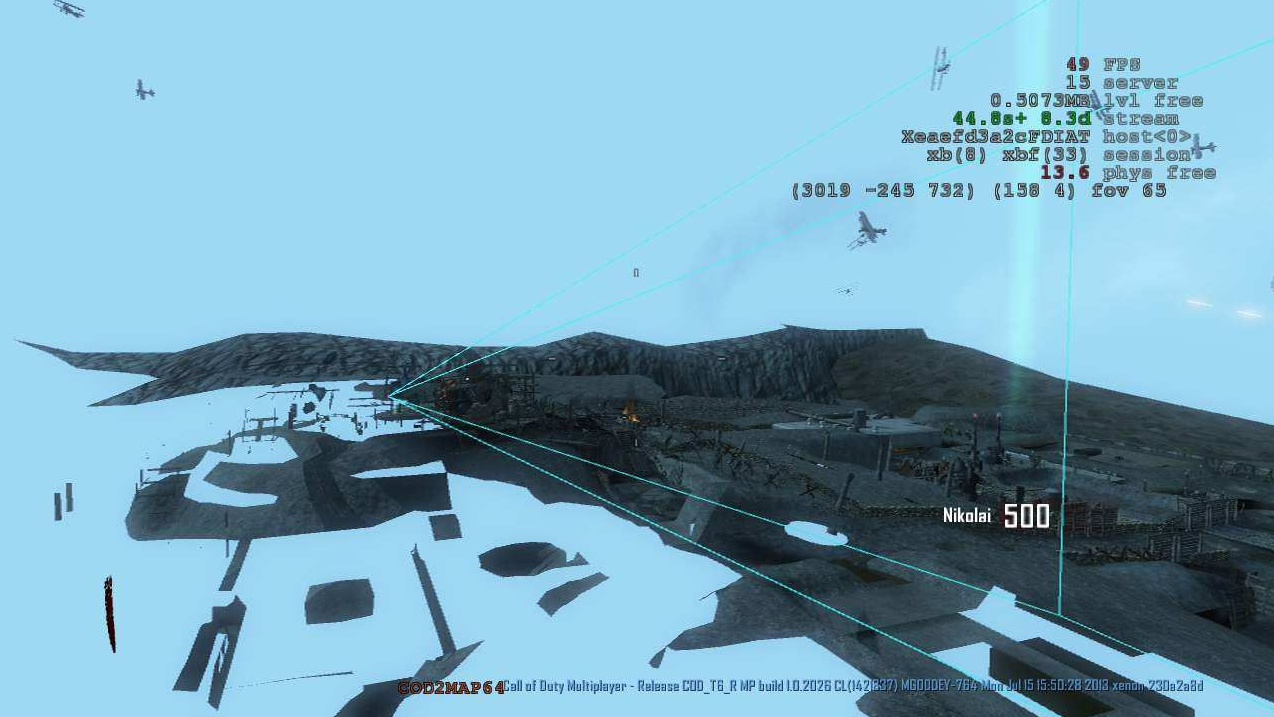 49 FPS
15 server
0.5073MB lvl free
44.8s+ 8.3d stream
Xeaefd3a2cFDIAT host<0>
xb(8) xbf(33) session
13.6 phys free
(3019 -245 732) (158 4) fov 65
Nikolai 500
COD2MAP64 Call of Duty Multiplayer - Release COD_T6_R MP build 1.0.2026 CL(1421837) MGODDEY-764 Mon Jul 15 15:50:28 2013 xenon-230a2a8d